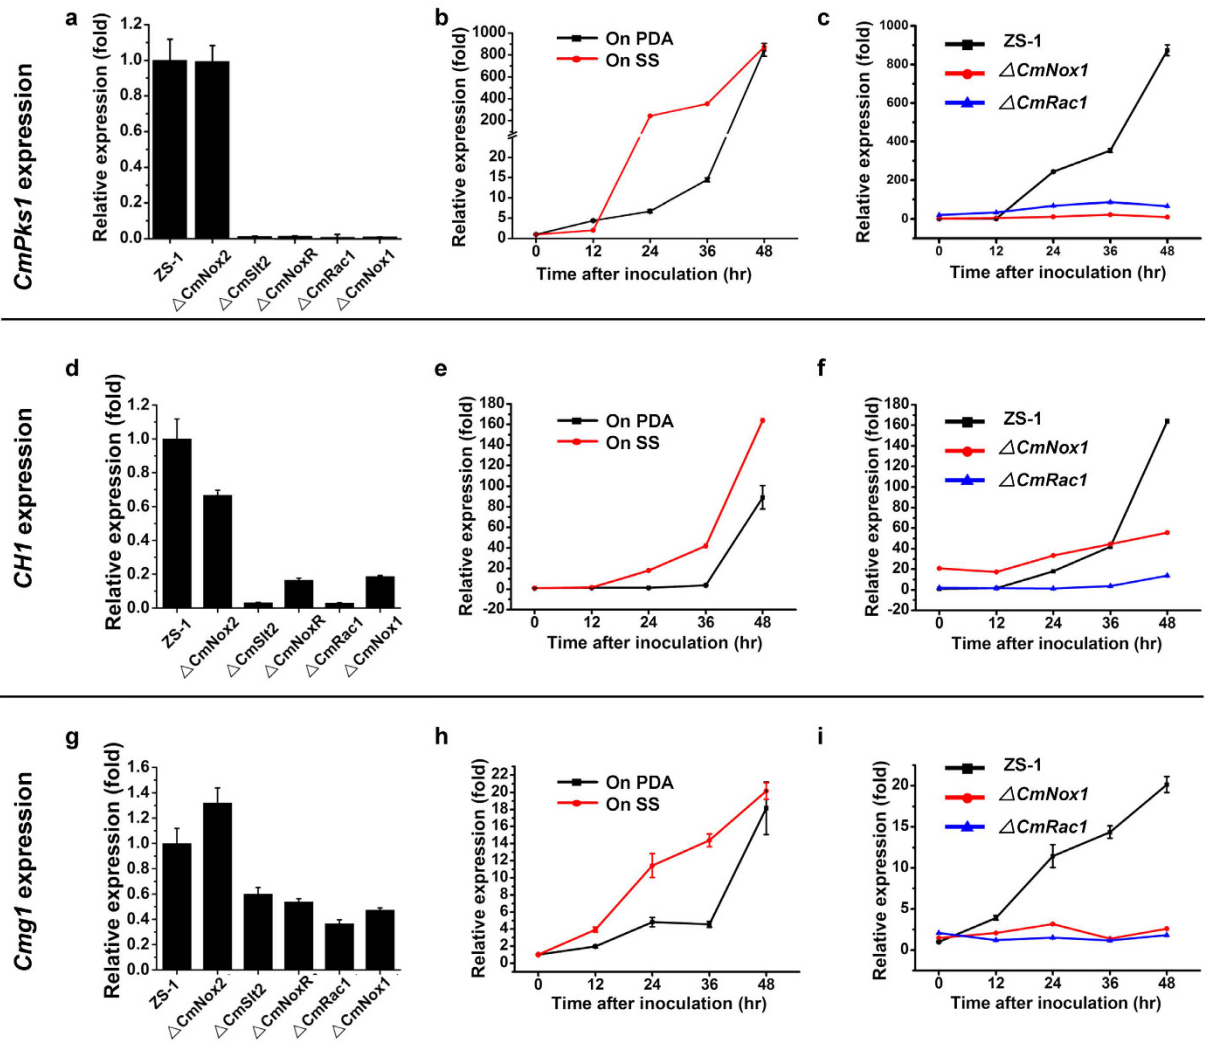 a
Relative expression (fold)
1.2
1.0
0.8
0.6
0.4
0.2
0.0
ZS-1
△CmNox2
△CmSlt2
△CmNoxR
△CmRac1
△CmNox1
b
Relative expression (fold)
1000
800
600
400
200
20
15
10
5
0
On PDA
On SS
0 12 24 36 48
Time after inoculation (hr)
c
Relative expression (fold)
1000
800
600
400
200
0
ZS-1
△CmNox1
△CmRac1
0 12 24 36 48
Time after inoculation (hr)
CmPks1 expression
d
Relative expression (fold)
1.2
1.0
0.8
0.6
0.4
0.2
0.0
ZS-1
△CmNox2
△CmSlt2
△CmNoxR
△CmRac1
△CmNox1
e
Relative expression (fold)
180
160
140
120
100
80
60
40
20
0
-20
On PDA
On SS
0 12 24 36 48
Time after inoculation (hr)
f
Relative expression (fold)
180
160
140
120
100
80
60
40
20
0
-20
ZS-1
△CmNox1
△CmRac1
0 12 24 36 48
Time after inoculation (hr)
CH1 expression
g
Relative expression (fold)
1.6
1.4
1.2
1.0
0.8
0.6
0.4
0.2
0.0
ZS-1
△CmNox2
△CmSlt2
△CmNoxR
△CmRac1
△CmNox1
h
Relative expression (fold)
22
20
18
16
14
12
10
8
6
4
2
0
On PDA
On SS
0 12 24 36 48
Time after inoculation (hr)
i
Relative expression (fold)
20
15
10
5
0
ZS-1
△CmNox1
△CmRac1
0 12 24 36 48
Time after inoculation (hr)
Cmg1 expression